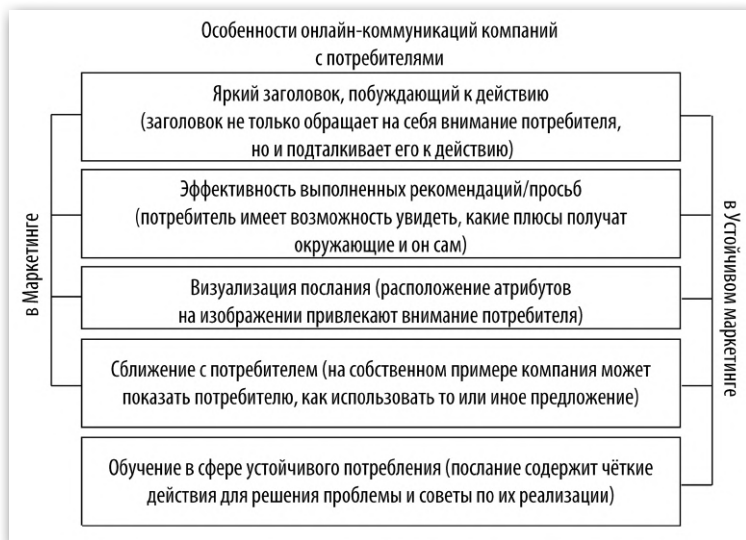 Особенности онлайн-коммуникаций компаний
с потребителями
Яркий заголовок, побуждающий к действию
(заголовок не только обращает на себя внимание потребителя,
но и подталкивает его к действию)
Эффективность выполненных рекомендаций/просьб
(потребитель имеет возможность увидеть, какие плюсы получат
окружающие и он сам)
Визуализация послания (расположение атрибутов
на изображении привлекают внимание потребителя)
Сближение с потребителем (на собственном примере компания может
показать потребителю, как использовать то или иное предложение)
Обучение в сфере устойчивого потребления (послание содержит чёткие
действия для решения проблемы и советы по их реализации)
в Маркетинге
в Устойчивом маркетинге